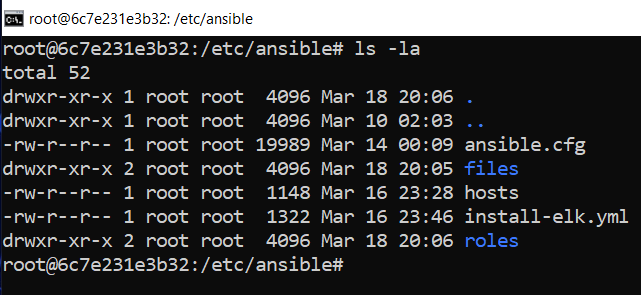 root@6c7e231e3b32: /etc/ansible
root@6c7e231e3b32:/etc/ansible# ls -la
total 52
drwxr-xr-x 1 root root  4096 Mar 18 20:06 .
drwxr-xr-x 1 root root  4096 Mar 10 02:03 ..
-rw-r--r-- 1 root root 19989 Mar 14 00:09 ansible.cfg
drwxr-xr-x 2 root root  4096 Mar 18 20:05 files
-rw-r--r-- 1 root root  1148 Mar 16 23:28 hosts
-rw-r--r-- 1 root root  1322 Mar 16 23:46 install-elk.yml
drwxr-xr-x 2 root root  4096 Mar 18 20:06 roles
root@6c7e231e3b32:/etc/ansible#